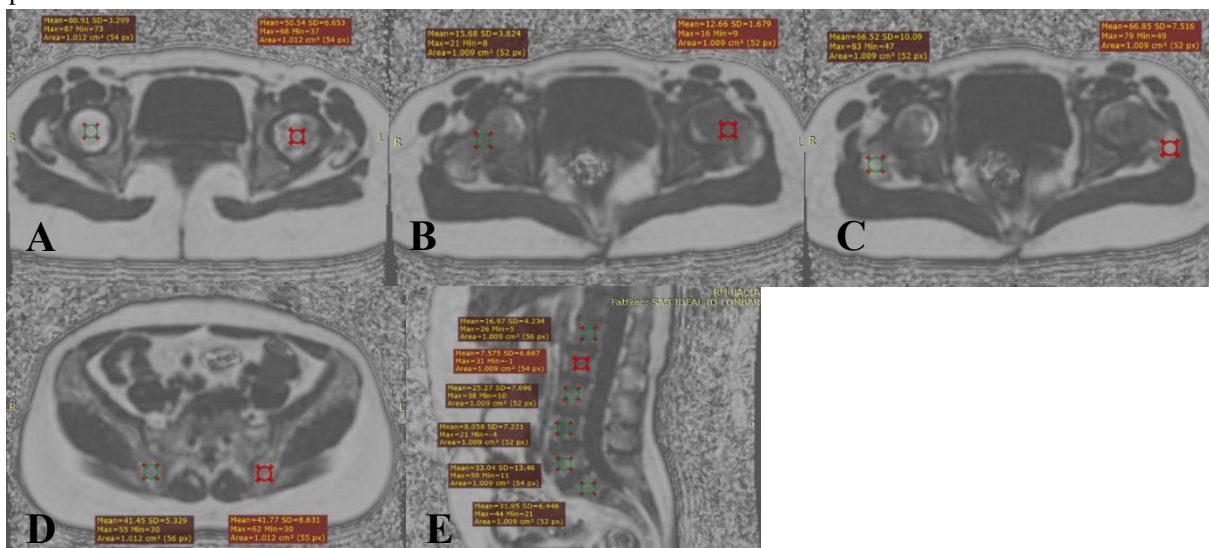 Mean=80.91 SD=3.299
Max=87 Min=73
Area=1.012 cm² (54 px)
Mean=50.54 SD=6.653
Max=68 Min=37
Area=1.012 cm² (54 px)
R
L
A
Mean=15.68 SD=3.824
Max=21 Min=8
Area=1.009 cm² (52 px)
Mean=12.66 SD=1.679
Max=16 Min=9
Area=1.009 cm² (52 px)
R
L
B
Mean=66.52 SD=10.09
Max=83 Min=47
Area=1.009 cm² (52 px)
Mean=66.85 SD=7.516
Max=79 Min=49
Area=1.009 cm² (52 px)
R
C
R
L
Mean=41.45 SD=5.329
Max=55 Min=30
Area=1.012 cm² (56 px)
Mean=41.77 SD=8.631
Max=62 Min=30
Area=1.012 cm² (55 px)
D
RM BACIA
FatFrac: SAG IDEAL-IQ LOMBAR
Mean=16.97 SD=4.234
Max=26 Min=5
Area=1.009 cm² (56 px)
Mean=7.575 SD=6.667
Max=31 Min=-1
Area=1.009 cm² (54 px)
Mean=25.27 SD=7.696
Max=38 Min=10
Area=1.009 cm² (52 px)
Mean=8.058 SD=7.221
Max=21 Min=-4
Area=1.009 cm² (52 px)
Mean=33.04 SD=13.46
Max=59 Min=11
Area=1.009 cm² (54 px)
Mean=31.95 SD=6.446
Max=44 Min=21
Area=1.009 cm² (52 px)
E